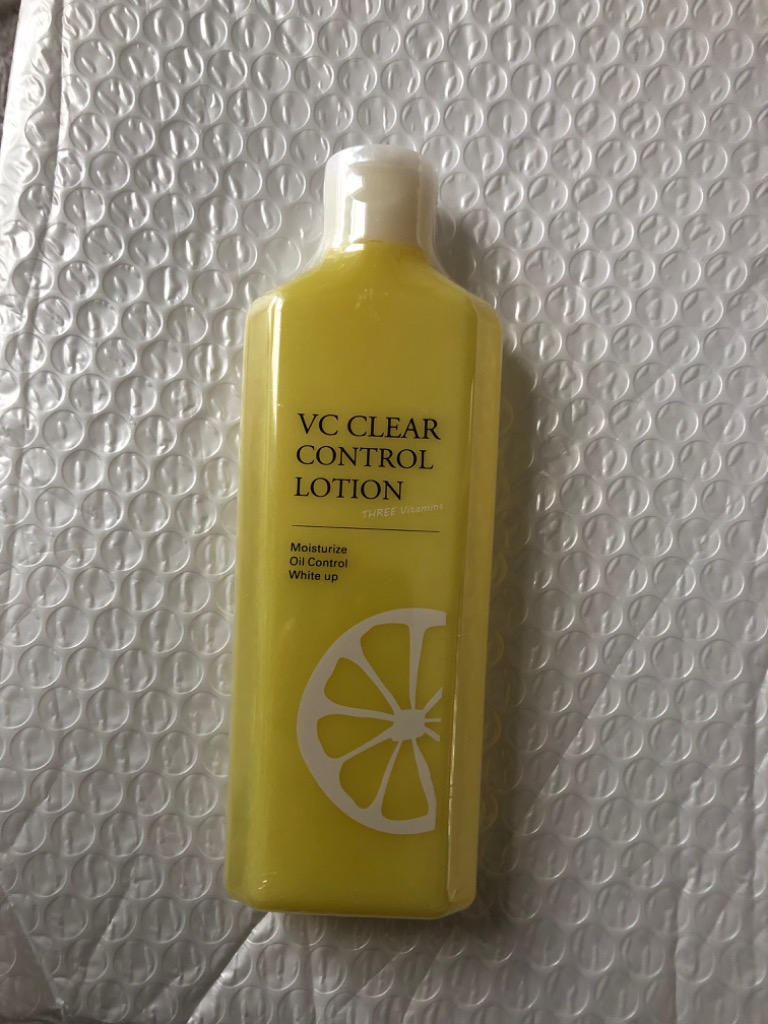 VC CLEAR
CONTROL
LOTION
THREE Vitamins
Moisturize
Oil Control
White up